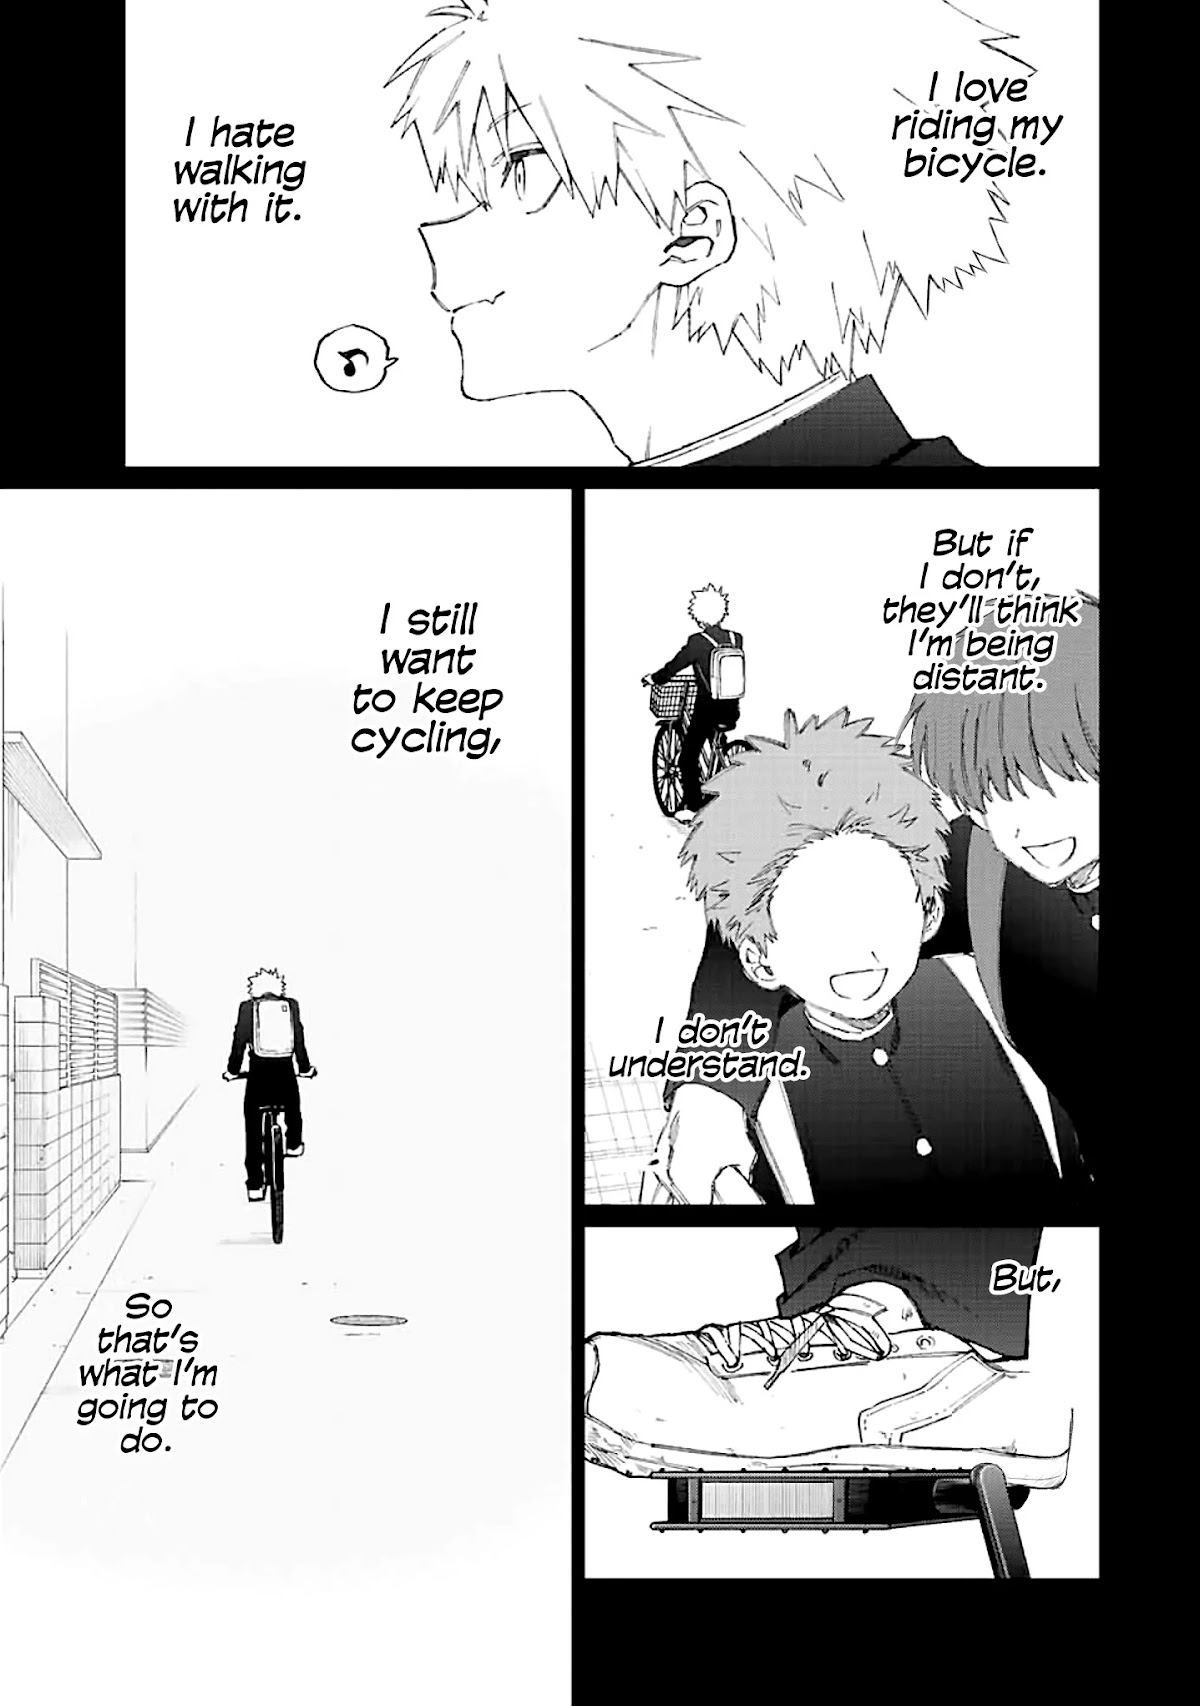 I love
riding my
bicycle.
I hate
walking
with it.
But if
I don't,
they'll think
I'm being
distant.
I don't
understand.
But,
I still
want
to keep
cycling,
So
that's
what I'm
going to
do.